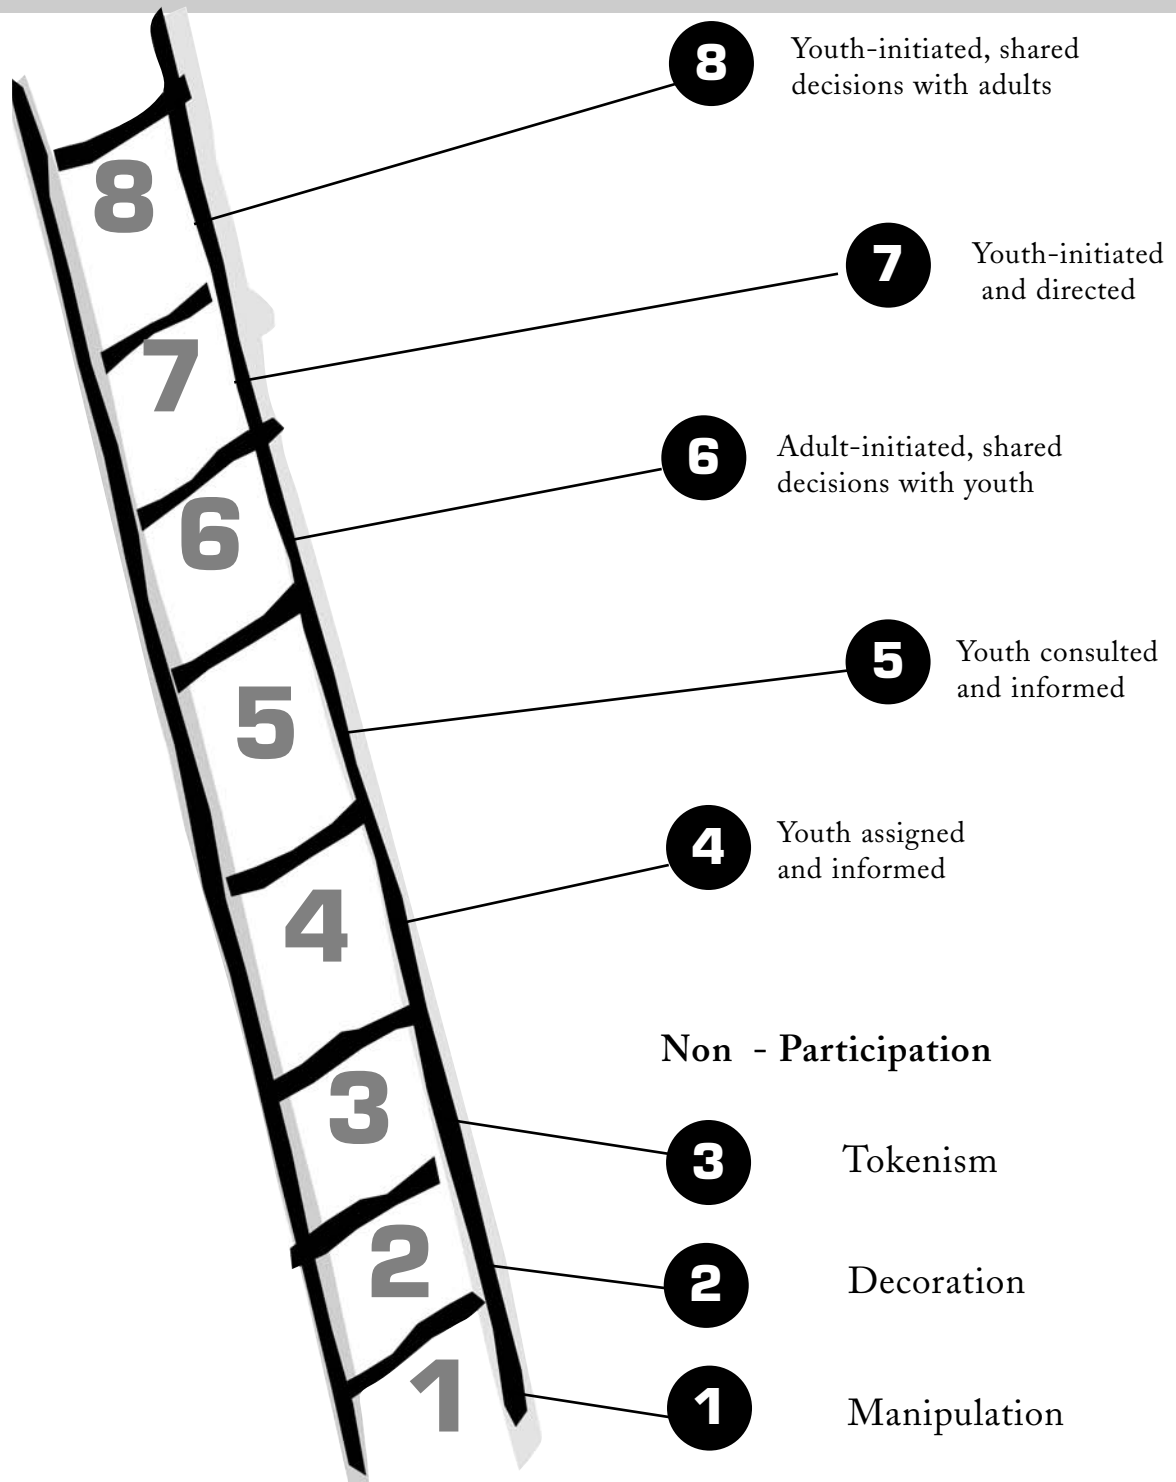 8
Youth-initiated, shared
decisions with adults
8
7
Youth-initiated
and directed
7
6
Adult-initiated, shared
decisions with youth
6
5
Youth consulted
and informed
5
4
Youth assigned
and informed
4
Non - Participation
3
3
Tokenism
2
2
Decoration
1
1
Manipulation